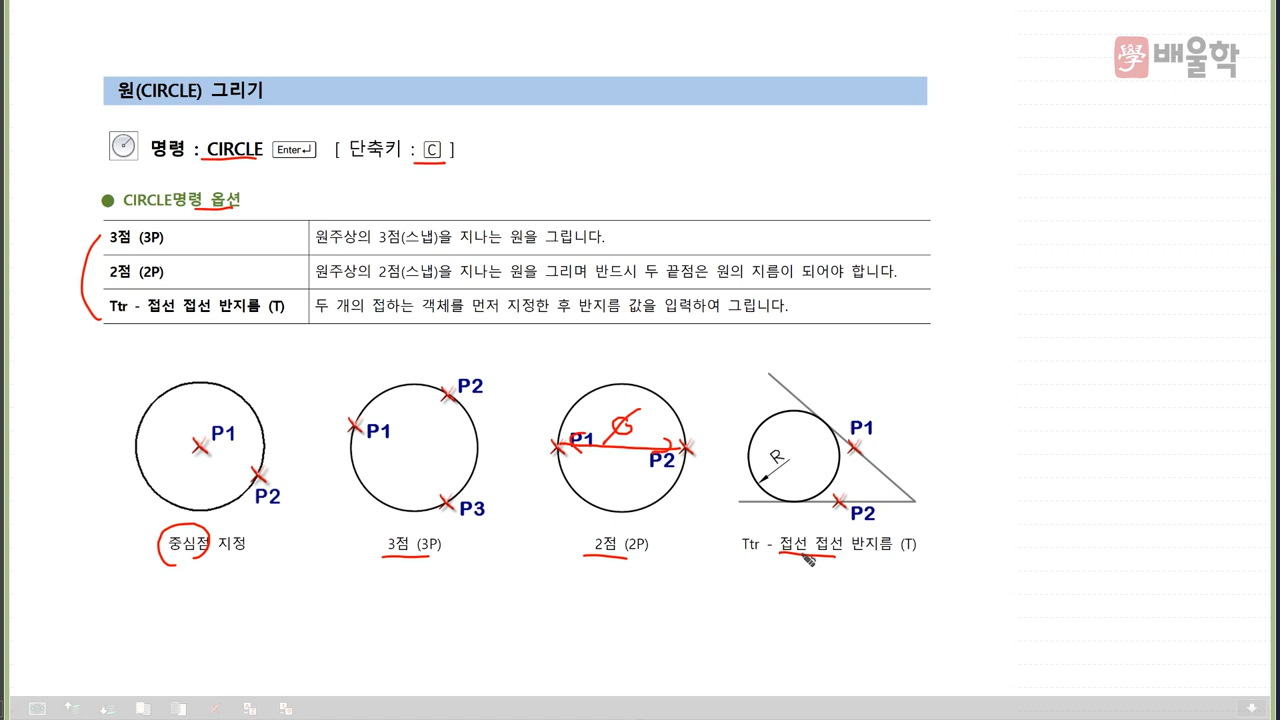 學 배울학
원(CIRCLE) 그리기
명령 : CIRCLE Enter↵ [ 단축키 : C ]
● CIRCLE명령 옵션
3점 (3P) 원주상의 3점(스냅)을 지나는 원을 그립니다.
2점 (2P) 원주상의 2점(스냅)을 지나는 원을 그리며 반드시 두 끝점은 원의 지름이 되어야 합니다.
Ttr - 접선 접선 반지름 (T) 두 개의 접하는 객체를 먼저 지정한 후 반지름 값을 입력하여 그립니다.
P1
P2
중심점 지정
P2
P1
P3
3점 (3P)
P1
P2
2점 (2P)
P1
R
P2
Ttr - 접선 접선 반지름 (T)